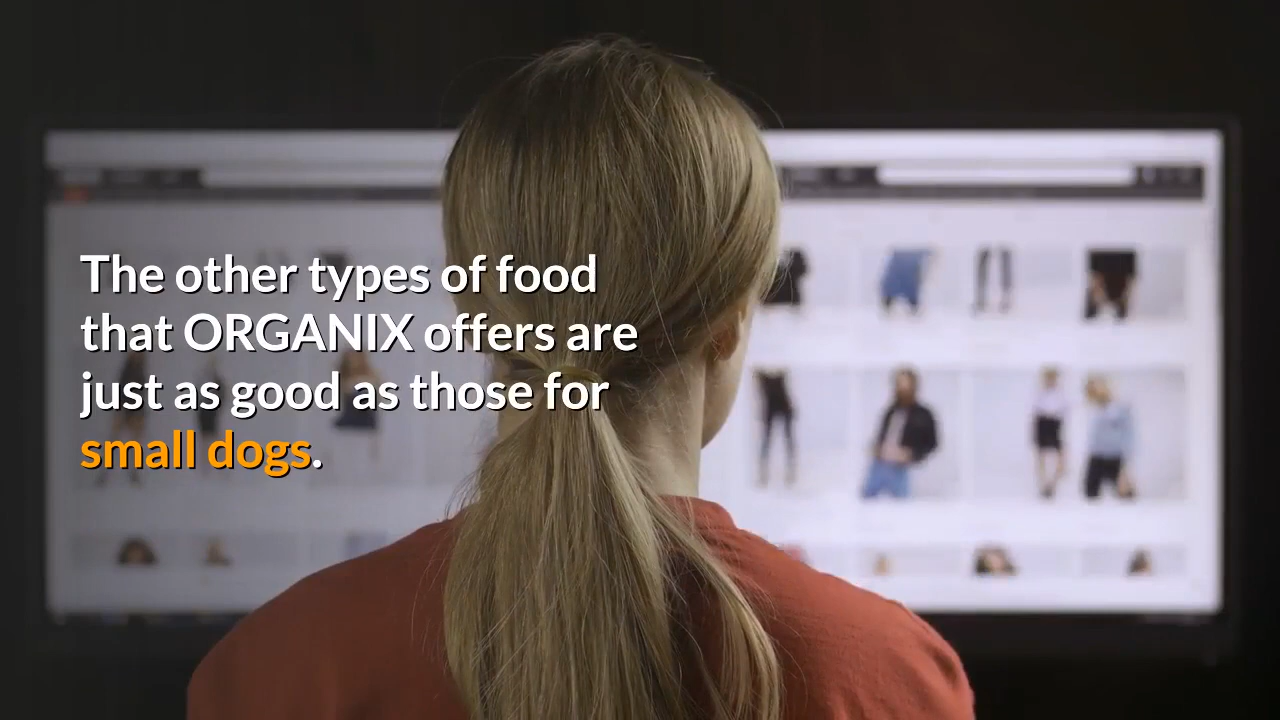 The other types of food
that ORGANIX offers are
just as good as those for
small dogs.